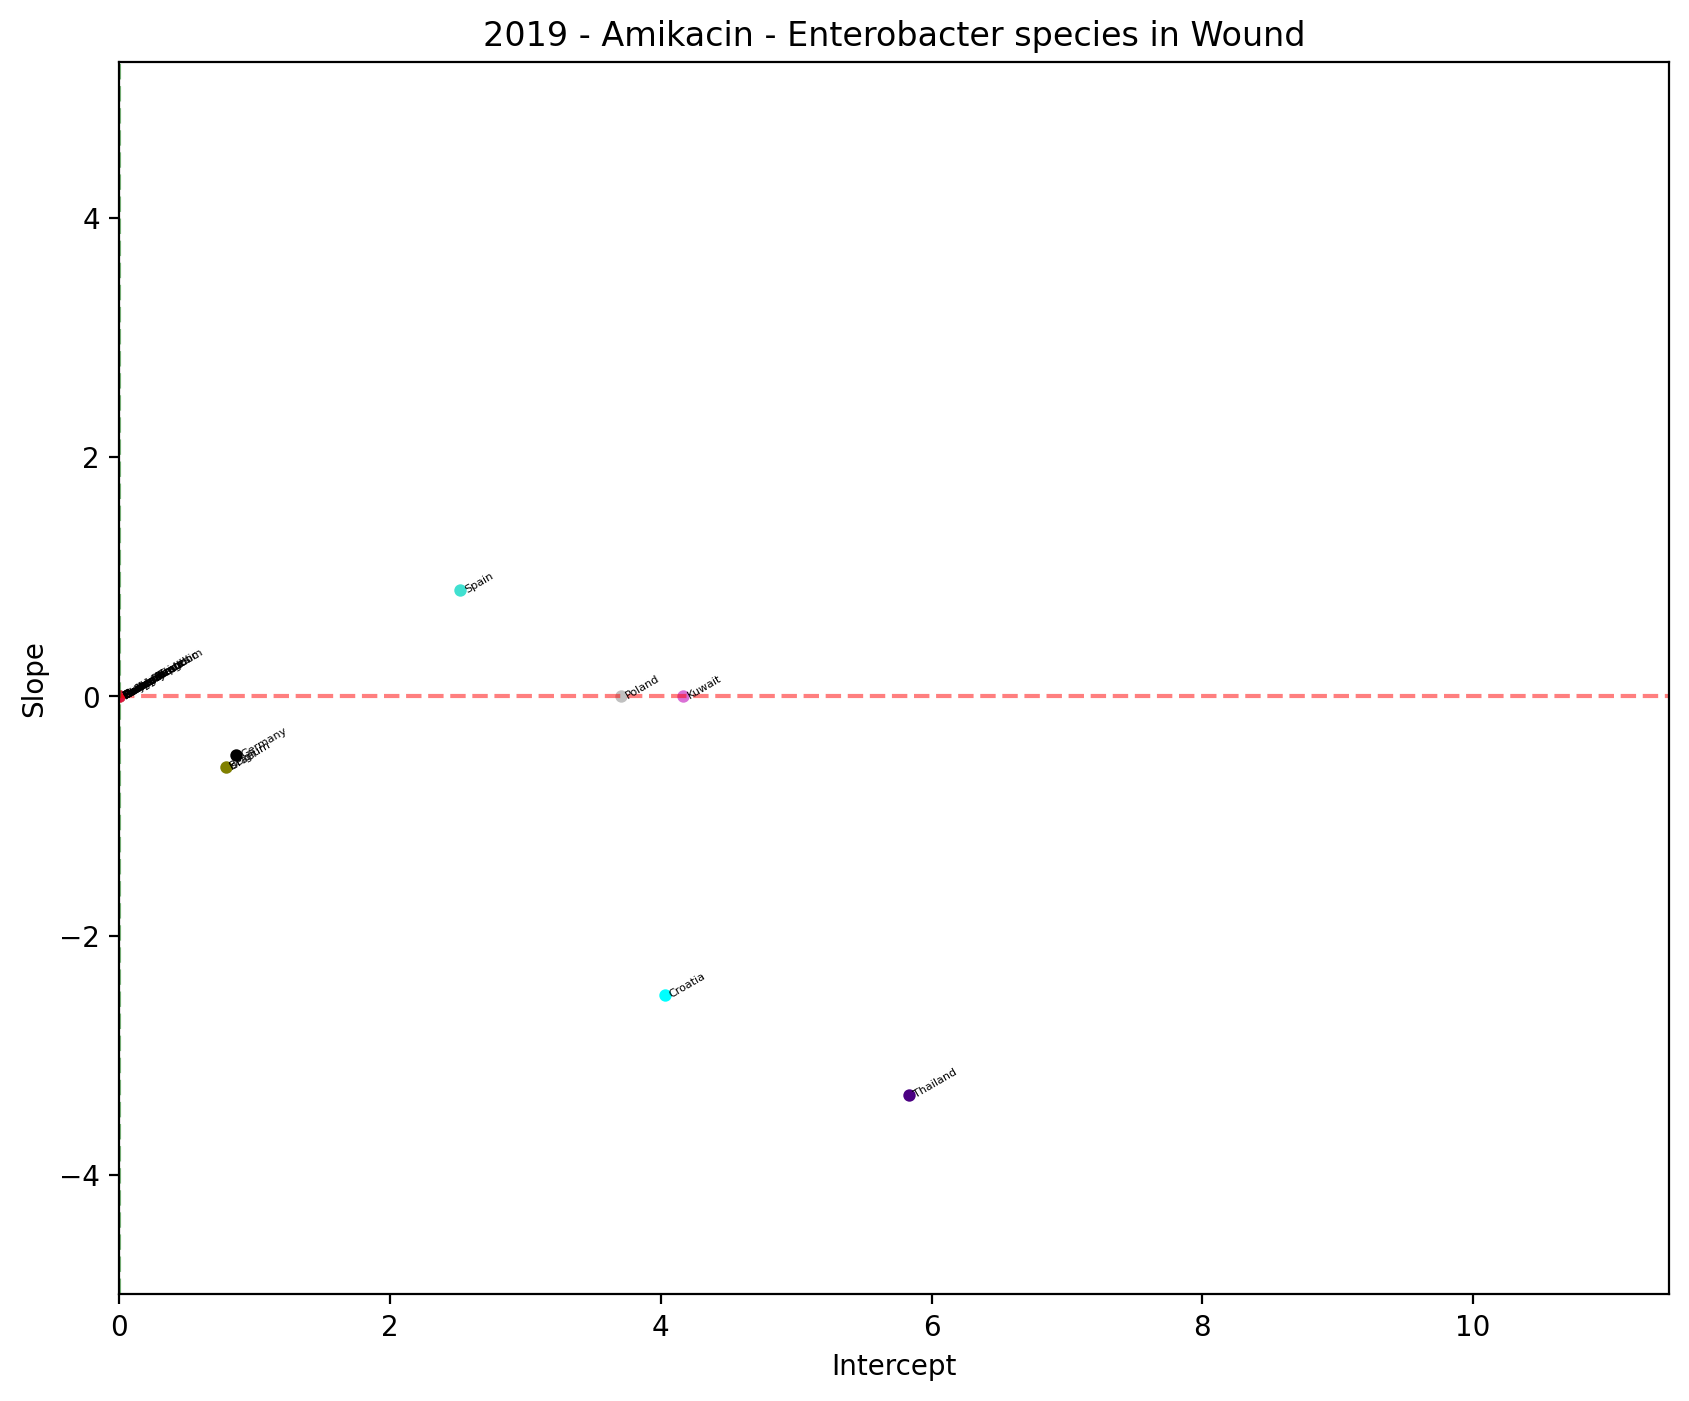 2019 - Amikacin - Enterobacter species in Wound
Slope
4
2
0
−2
−4
Spain
Poland
Kuwait
Germany
Croatia
Thailand
0
2
4
6
8
10
Intercept